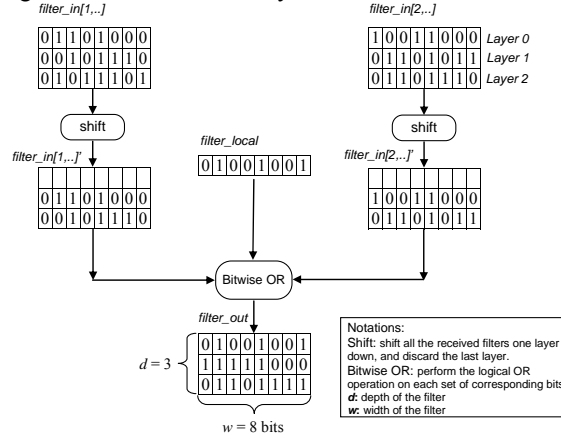 filter_in[1,..]
filter_in[2,..]
0 1 1 0 1 0 0 0
0 0 1 0 1 1 1 0
0 1 0 1 1 1 0 1
1 0 0 1 1 0 0 0 Layer 0
0 1 1 0 1 0 1 1 Layer 1
0 1 1 0 1 1 0 1 Layer 2
shift
shift
filter_local
0 1 0 0 1 0 0 1
filter_in[1,..]'
0 1 1 0 1 0 0 0
0 0 1 0 1 1 1 0
filter_in[2,..]'
1 0 0 1 1 0 0 0
0 1 1 0 1 0 1 1
Bitwise OR
filter_out
0 1 0 0 1 0 0 1
1 1 1 1 1 0 0 0
0 1 1 0 1 1 1 1
d = 3
w = 8 bits
Notations:
Shift: shift all the received filters one layer
down, and discard the last layer.
Bitwise OR: perform the logical OR
operation on each set of corresponding bits
d: depth of the filter
w: width of the filter